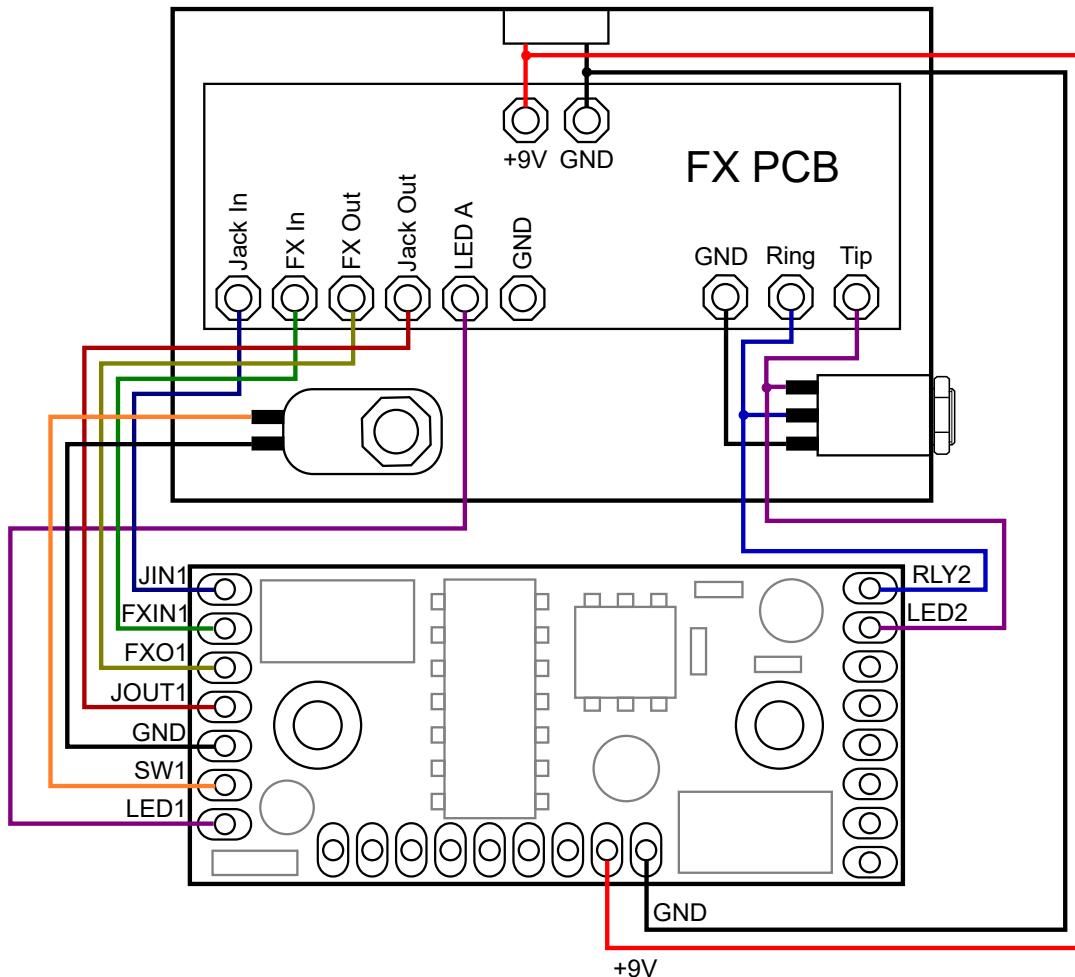 +9V
GND
FX PCB
Jack In
FX In
FX Out
Jack Out
LED A
GND
GND
Ring
Tip
JIN1
FXIN1
FXO1
JOUT1
GND
SW1
LED1
RLY2
LED2
GND
+9V